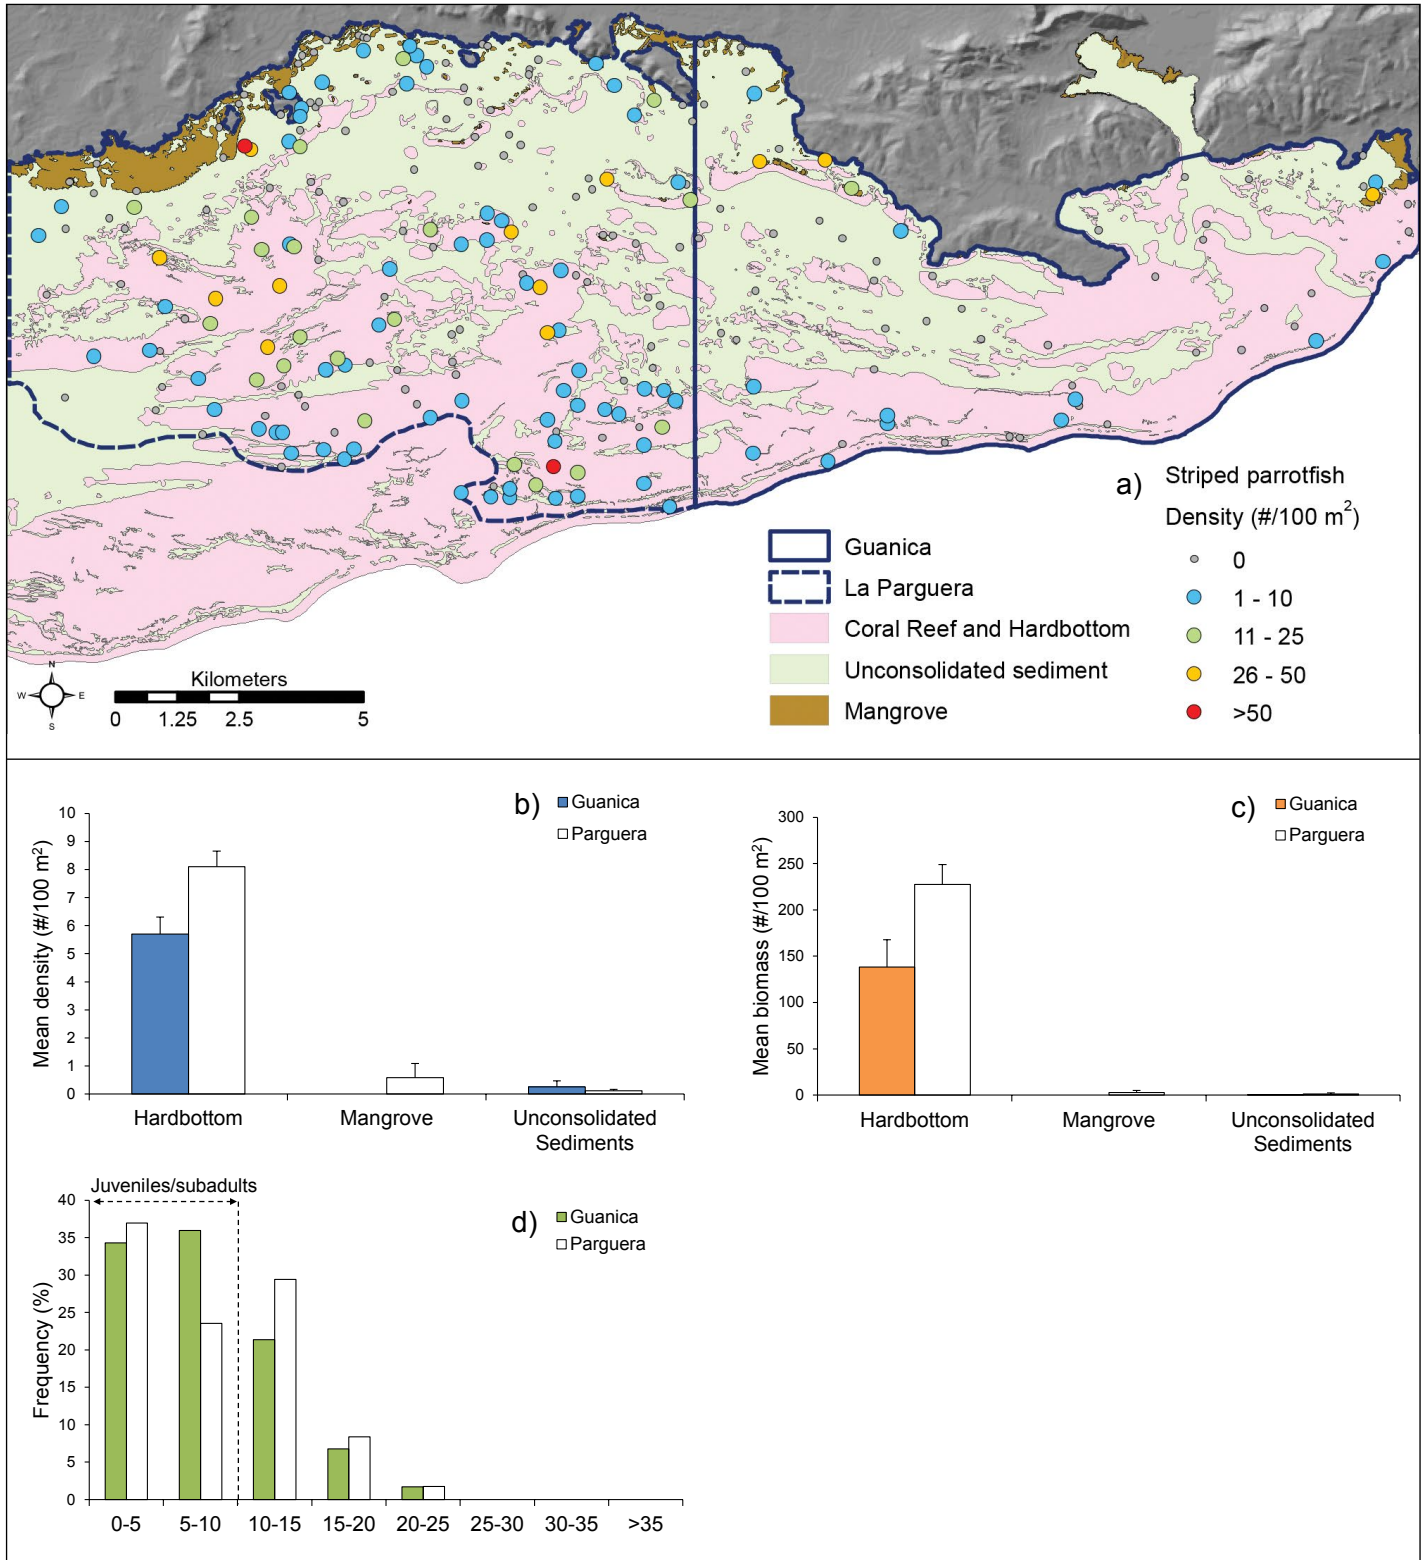 a) Striped parrotfish
Density (#/100 m²)
0
1 - 10
11 - 25
26 - 50
>50
Guanica
La Parguera
Coral Reef and Hardbottom
Unconsolidated sediment
Mangrove
N
W E
S
Kilometers
0 1.25 2.5 5
b)
Guanica
Parguera
Mean density (#/100 m²)
10
9
8
7
6
5
4
3
2
1
0
Hardbottom Mangrove Unconsolidated
Sediments
c)
Guanica
Parguera
Mean biomass (#/100 m²)
300
250
200
150
100
50
0
Hardbottom Mangrove Unconsolidated
Sediments
Juveniles/subadults
d)
Guanica
Parguera
Frequency (%)
40
35
30
25
20
15
10
5
0
0-5 5-10 10-15 15-20 20-25 25-30 30-35 >35